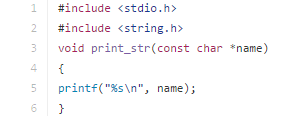 1 #include <stdio.h>
2 #include <string.h>
3 void print_str(const char *name)
4 {
5 printf("%s\n", name);
6 }